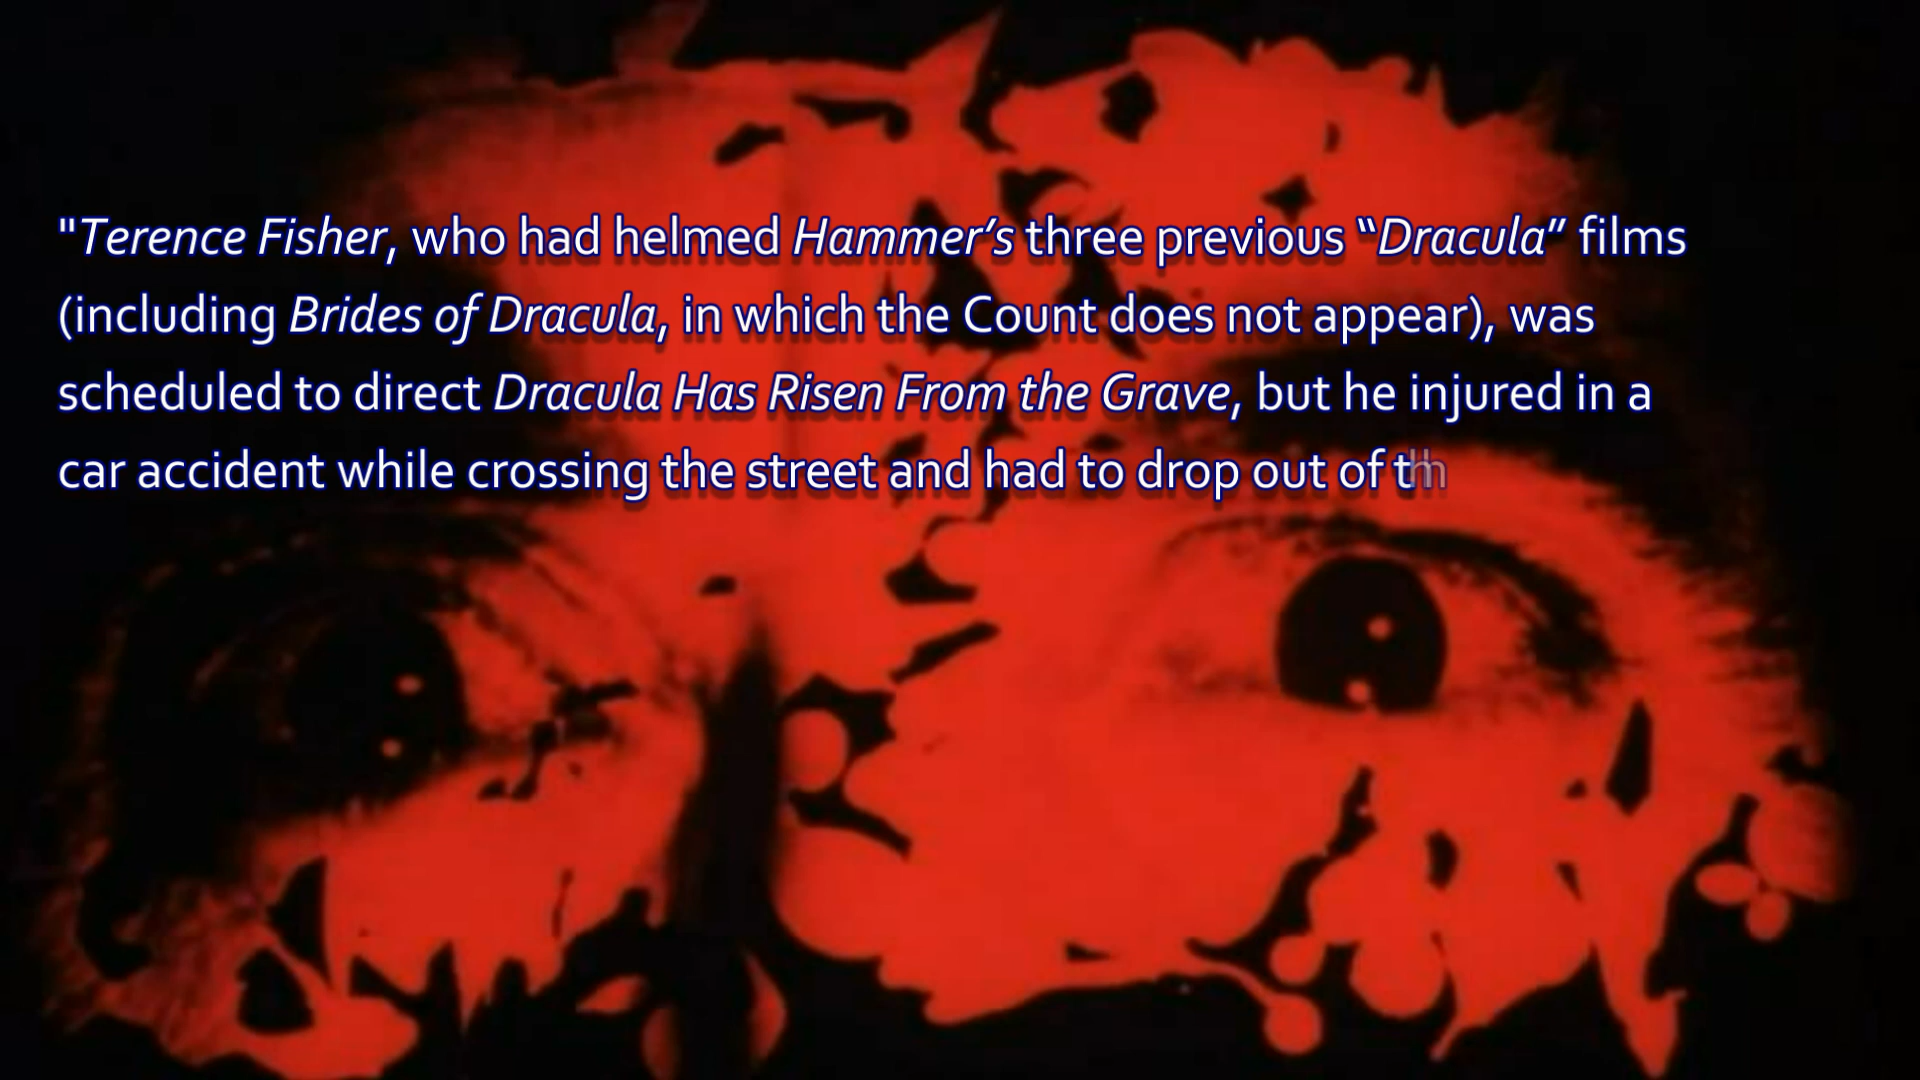 "Terence Fisher, who had helmed Hammer’s three previous “Dracula” films
(including Brides of Dracula, in which the Count does not appear), was
scheduled to direct Dracula Has Risen From the Grave, but he injured in a
car accident while crossing the street and had to drop out of th